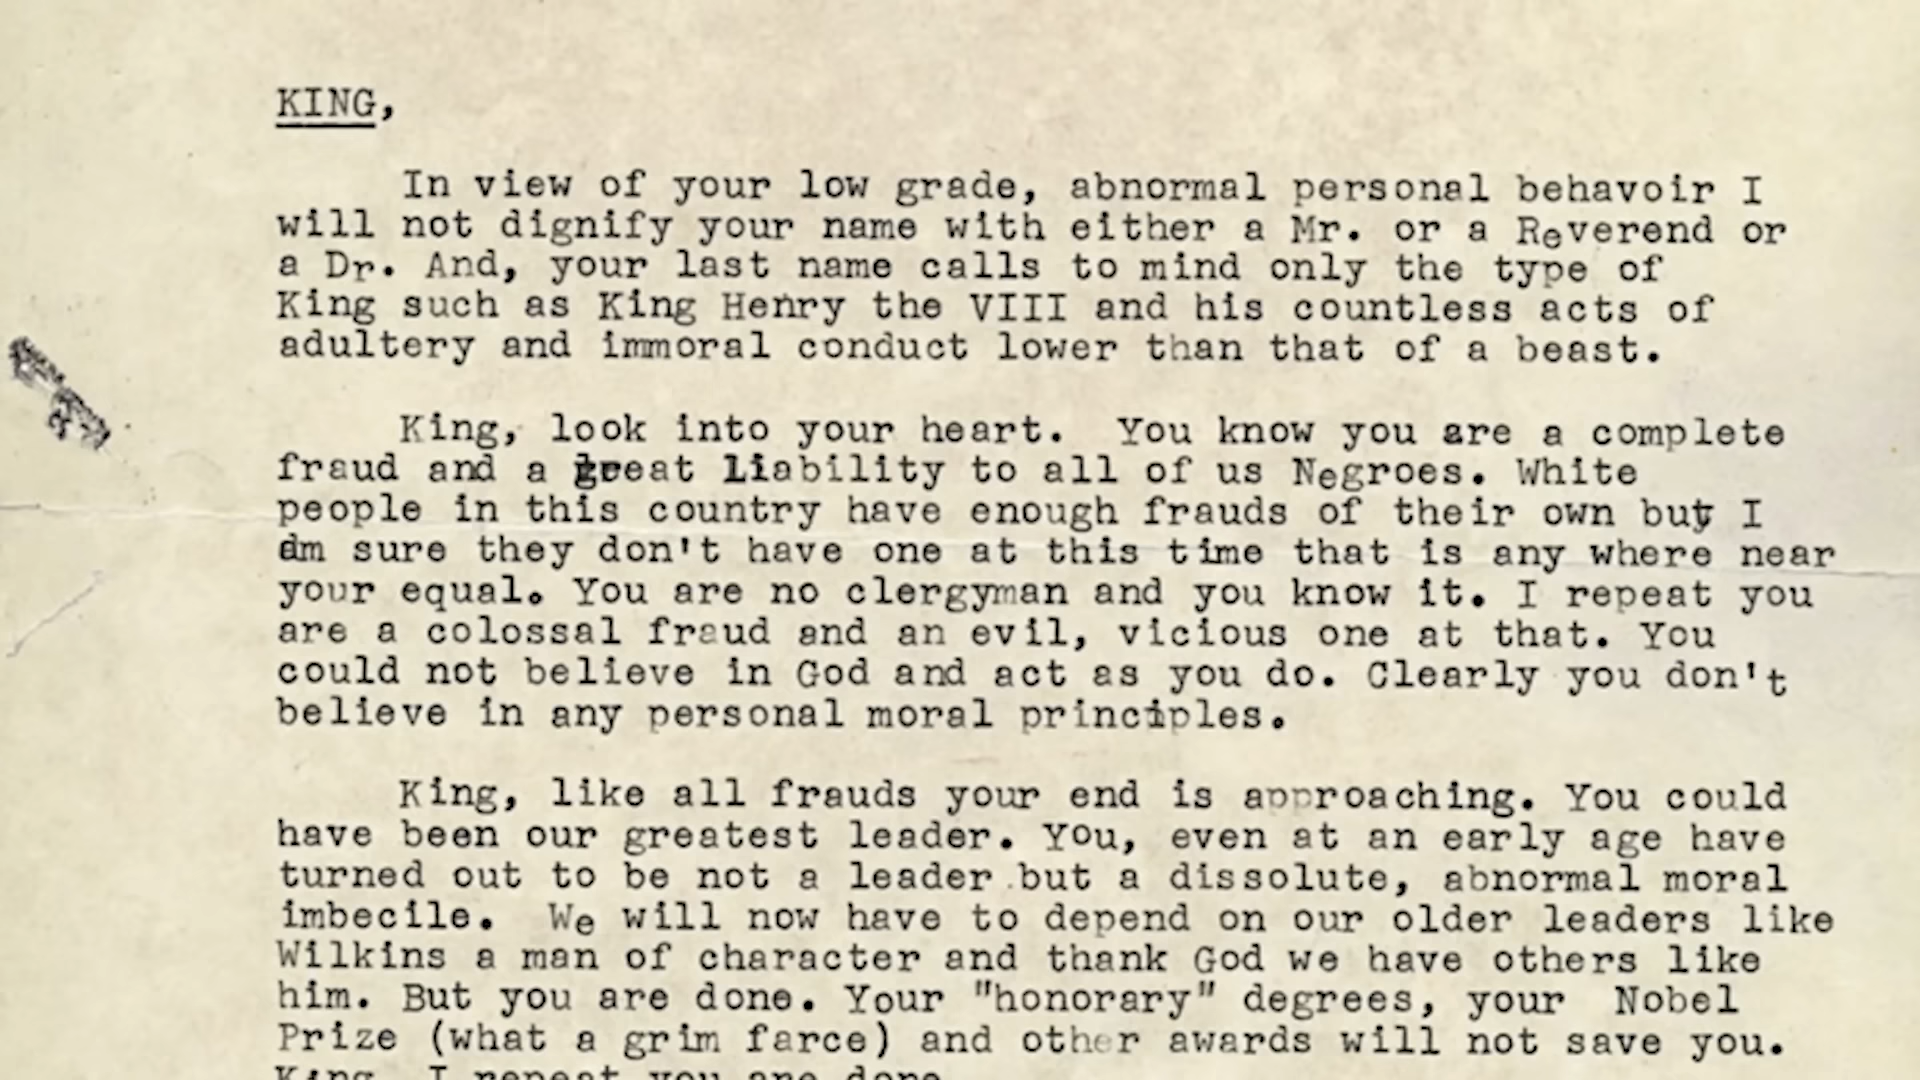 KING,
In view of your low grade, abnormal personal behavoir I
will not dignify your name with either a Mr. or a Reverend or
a Dr. And, your last name calls to mind only the type of
King such as King Henry the VIII and his countless acts of
adultery and immoral conduct lower than that of a beast.
King, look into your heart. You know you are a complete
fraud and a great liability to all of us Negroes. White
people in this country have enough frauds of their own but I
am sure they don't have one at this time that is any where near
your equal. You are no clergyman and you know it. I repeat you
are a colossal fraud and an evil, vicious one at that. You
could not believe in God and act as you do. Clearly you don't
believe in any personal moral principles.
King, like all frauds your end is approaching. You could
have been our greatest leader. You, even at an early age have
turned out to be not a leader but a dissolute, abnormal moral
imbecile. We will now have to depend on our older leaders like
Wilkins a man of character and thank God we have others like
him. But you are done. Your "honorary" degrees, your Nobel
Prize (what a grim farce) and other awards will not save you.
King, I repeat you are done.